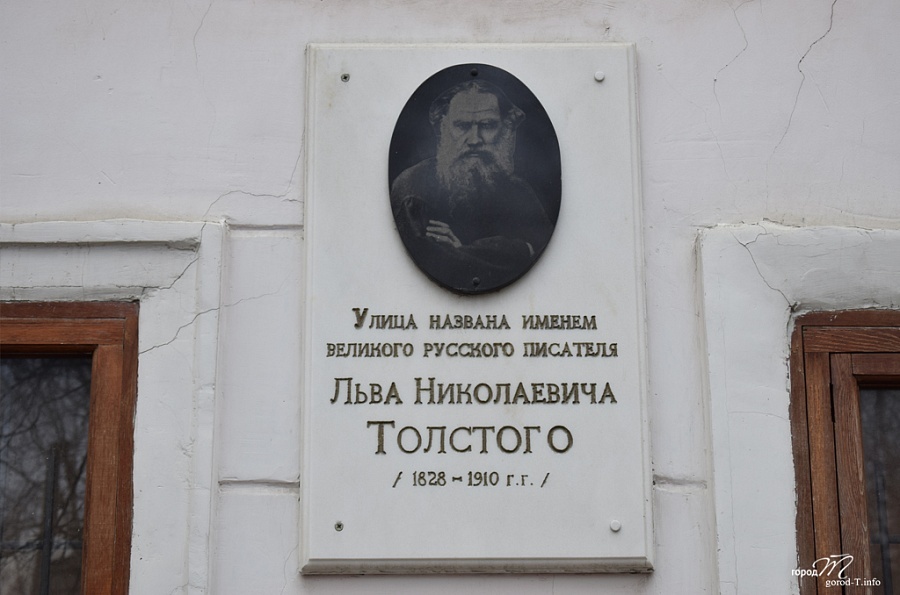 Улица названа именем
великого русского писателя
Льва Николаевича
Толстого
/ 1828 - 1910 г.г. /
город Т
gorod-T.info